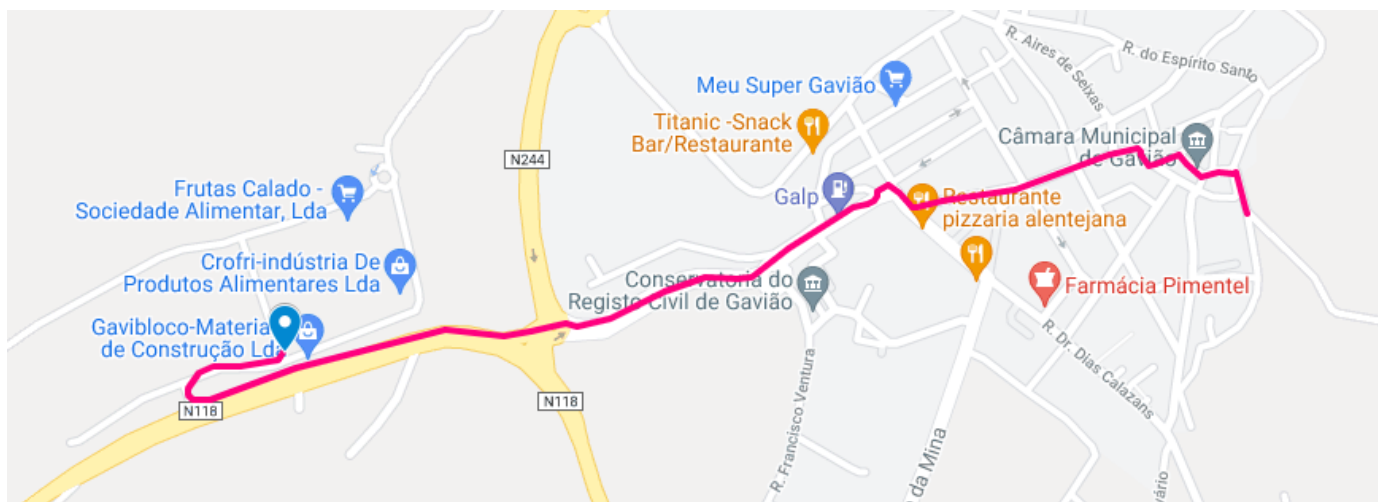 R. Aires de Seixas
R. do Espírito Santo
Meu Super Gavião
Titanic -Snack
Bar/Restaurante
Câmara Municipal
de Gavião
N244
Frutas Calado -
Sociedade Alimentar, Lda
Galp
Restaurante
pizzaria alentejana
Crofri-indústria De
Produtos Alimentares Lda
Conservatoria do
Registo Civil de Gavião
Farmácia Pimentel
Gavibloco-Materia
de Construção Lda
R. Dr. Dias Calazans
N118
N118
R. Francisco Ventura
da Mina
vário